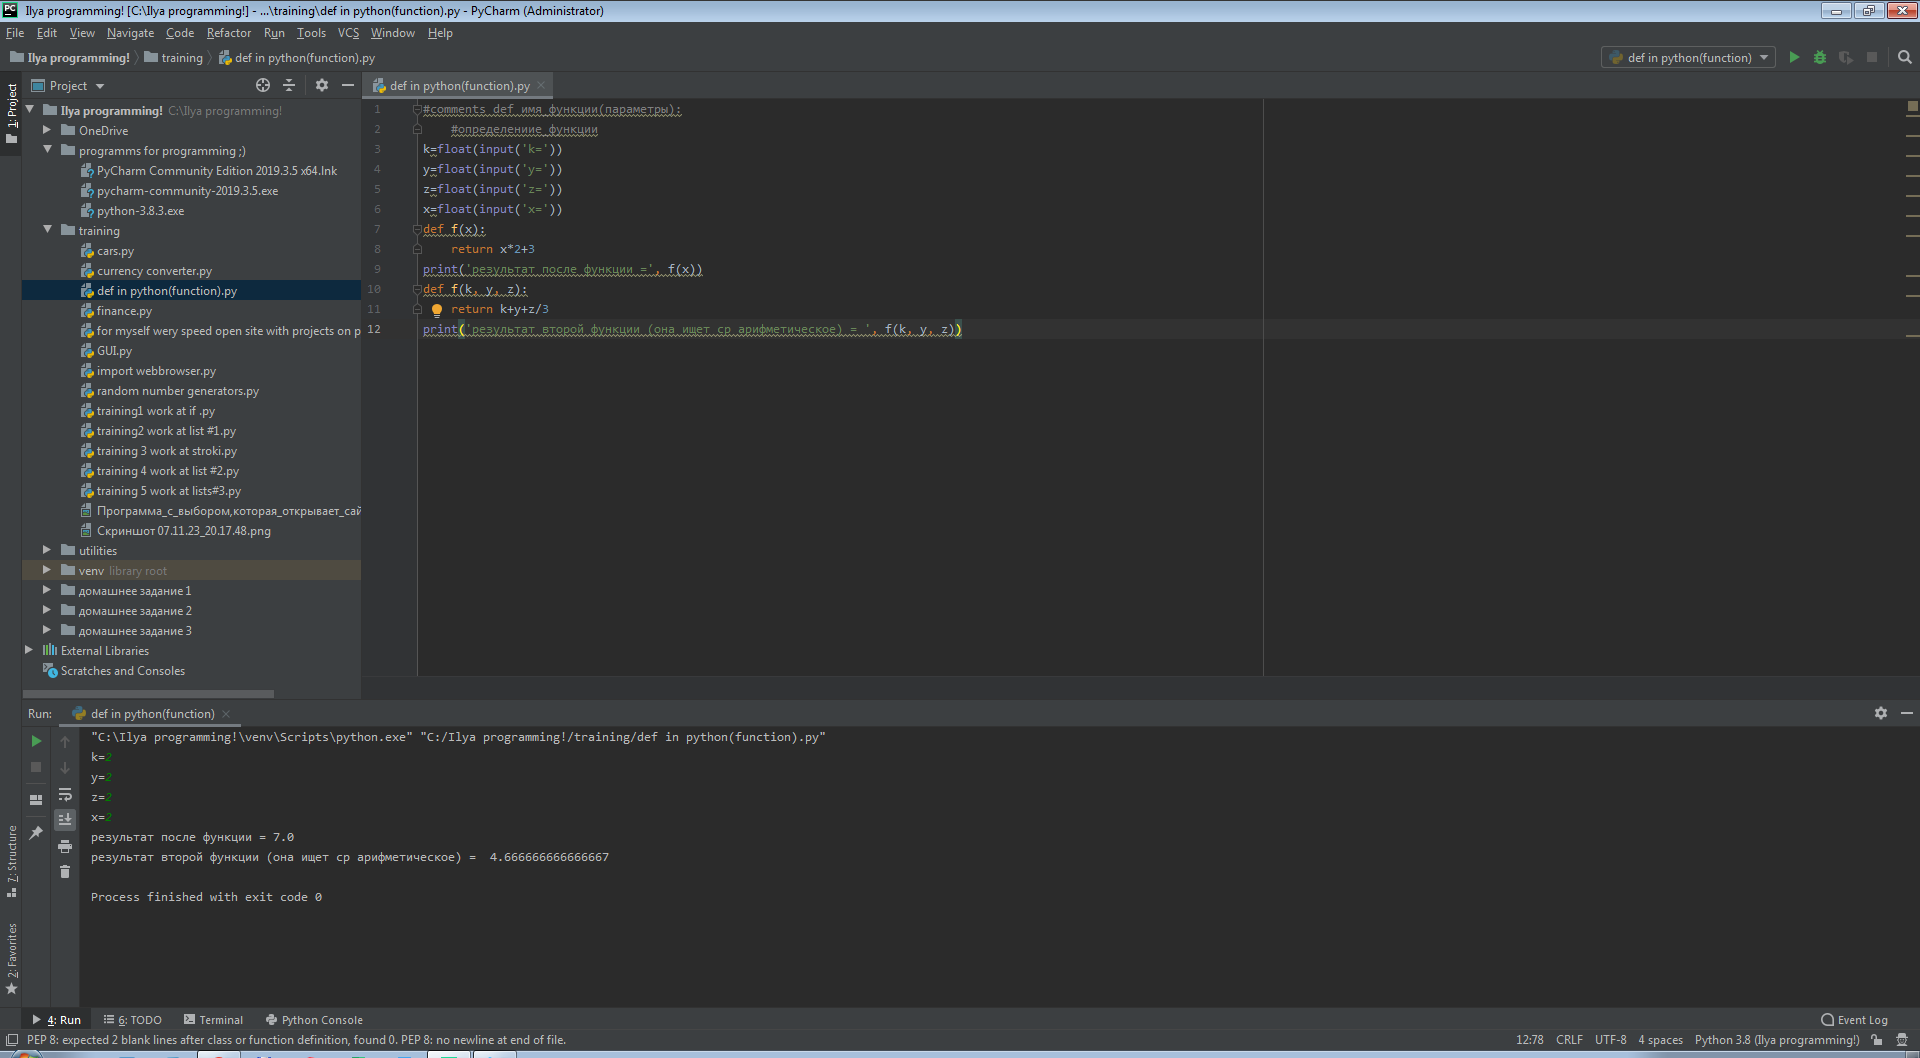 Ilya programming! [C:\Ilya programming!] - ...\training\def in python(function).py - PyCharm (Administrator)
File Edit View Navigate Code Refactor Run Tools VCS Window Help
Ilya programming! training def in python(function).py
def in python(function)
1: Project
Project
def in python(function).py
Ilya programming! C:\Ilya programming!
OneDrive
programms for programming ;)
PyCharm Community Edition 2019.3.5 x64.lnk
pycharm-community-2019.3.5.exe
python-3.8.3.exe
training
cars.py
currency converter.py
def in python(function).py
finance.py
for myself wery speed open site with projects on p
GUI.py
import webbrowser.py
random number generators.py
training1 work at if .py
training2 work at list #1.py
training 3 work at stroki.py
training 4 work at list #2.py
training 5 work at lists#3.py
Программа_с_выбором,которая_открывает_сай
Скриншот 07.11.23_20.17.48.png
utilities
venv library root
домашнее задание 1
домашнее задание 2
домашнее задание 3
External Libraries
Scratches and Consoles
1 #comments def имя_функции(параметры):
2 #определениие_функции
3 k=float(input('k='))
4 y=float(input('y='))
5 z=float(input('z='))
6 x=float(input('x='))
7 def f(x):
8 return x*2+3
9 print('результат после функции =', f(x))
10 def f(k, y, z):
11 return k+y+z/3
12 print('результат второй функции (она ищет ср арифметическое) = ', f(k, y, z))
Run: def in python(function)
"C:\Ilya programming!\venv\Scripts\python.exe" "C:/Ilya programming!/training/def in python(function).py"
k=2
y=2
z=2
x=2
результат после функции = 7.0
результат второй функции (она ищет ср арифметическое) =  4.666666666666667
Process finished with exit code 0
7: Structure
2: Favorites
4: Run 6: TODO Terminal Python Console Event Log
PEP 8: expected 2 blank lines after class or function definition, found 0. PEP 8: no newline at end of file. 12:78 CRLF UTF-8 4 spaces Python 3.8 (Ilya programming!)